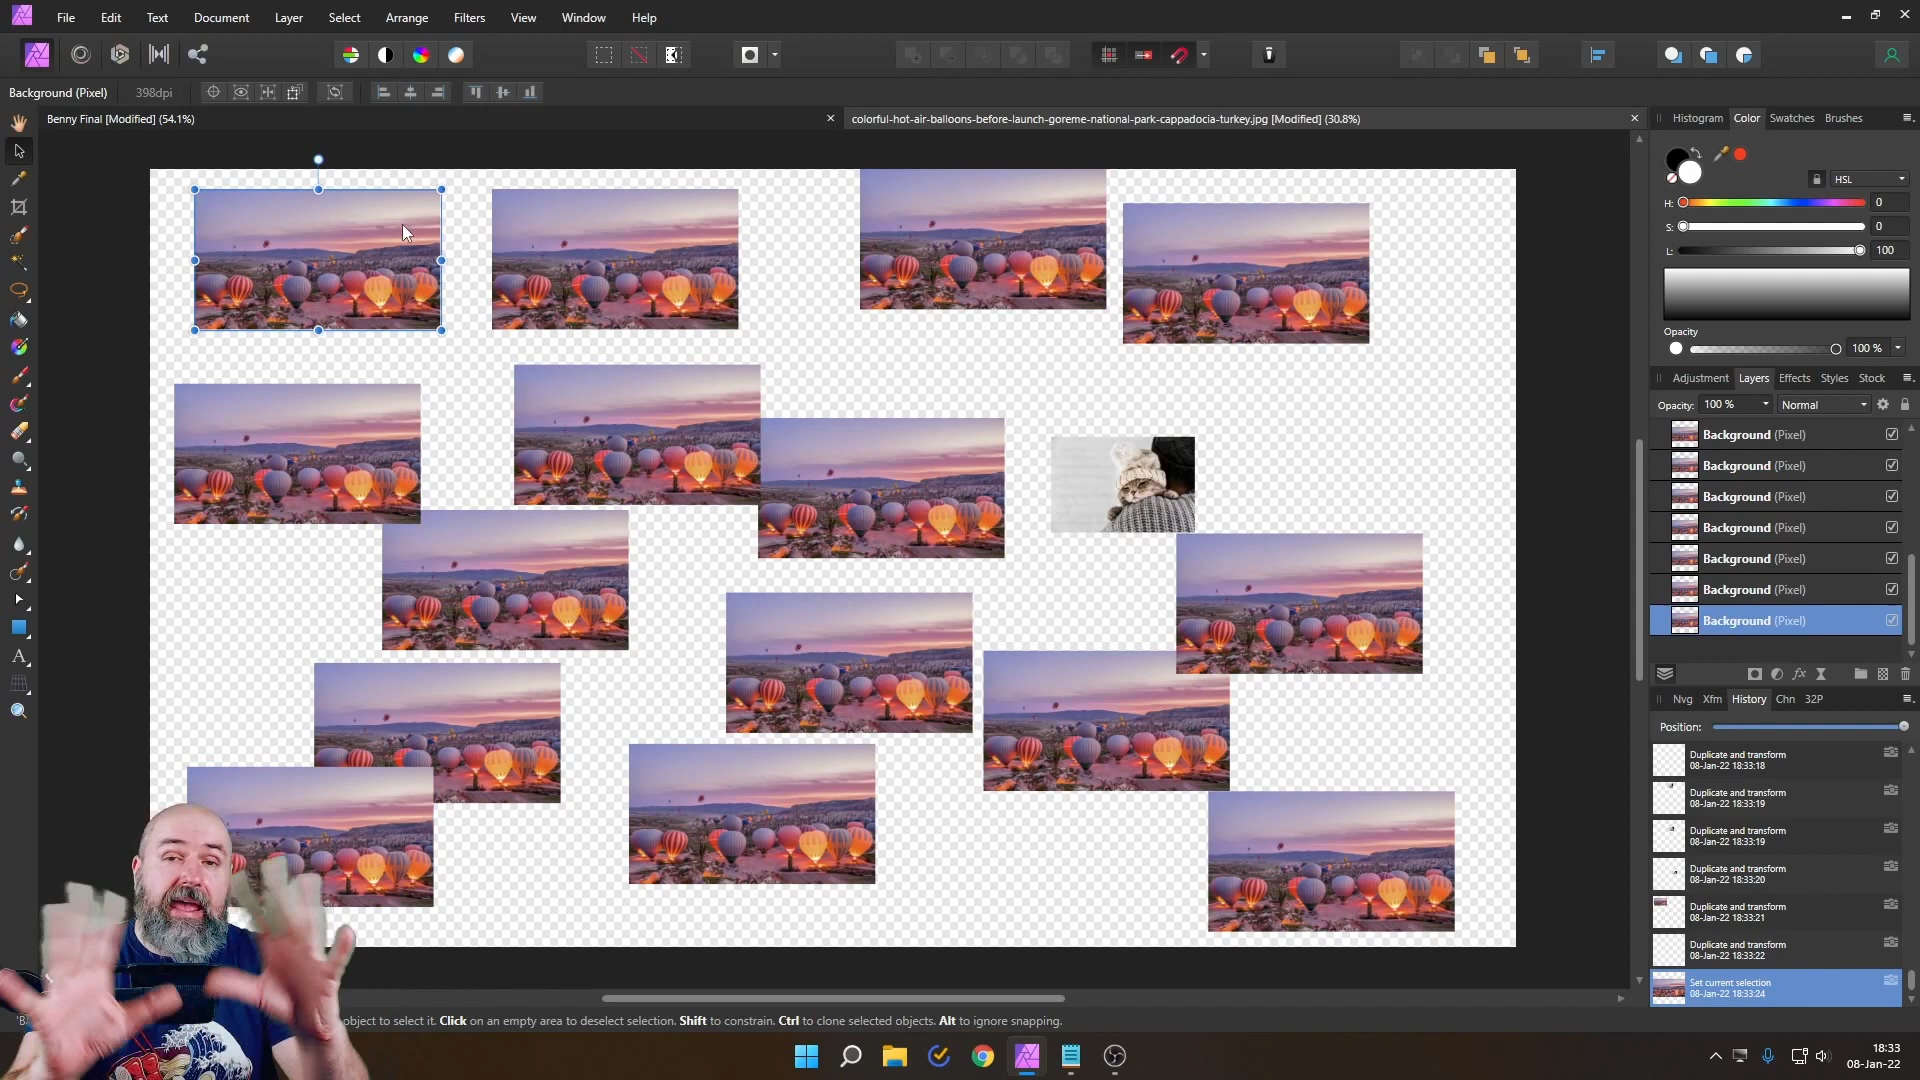 File Edit Text Document Layer Select Arrange Filters View Window Help
Background (Pixel) 398dpi
Benny Final [Modified] (54.1%)
colorful-hot-air-balloons-before-launch-goreme-national-park-cappadocia-turkey.jpg [Modified] (30.8%)
Histogram Color Swatches Brushes
HSL
H: 0
S: 0
L: 100
Opacity
100 %
Adjustment Layers Effects Styles Stock
Opacity: 100 % Normal
Background (Pixel)
Background (Pixel)
Background (Pixel)
Background (Pixel)
Background (Pixel)
Background (Pixel)
Background (Pixel)
Nvg Xfm History Chn 32P
Position:
Duplicate and transform
08-Jan-22 18:33:18
Duplicate and transform
08-Jan-22 18:33:19
Duplicate and transform
08-Jan-22 18:33:19
Duplicate and transform
08-Jan-22 18:33:20
Duplicate and transform
08-Jan-22 18:33:21
Duplicate and transform
08-Jan-22 18:33:22
Set current selection
08-Jan-22 18:33:24
object to select it. Click on an empty area to deselect selection. Shift to constrain. Ctrl to clone selected objects. Alt to ignore snapping.
18:33
08-Jan-22